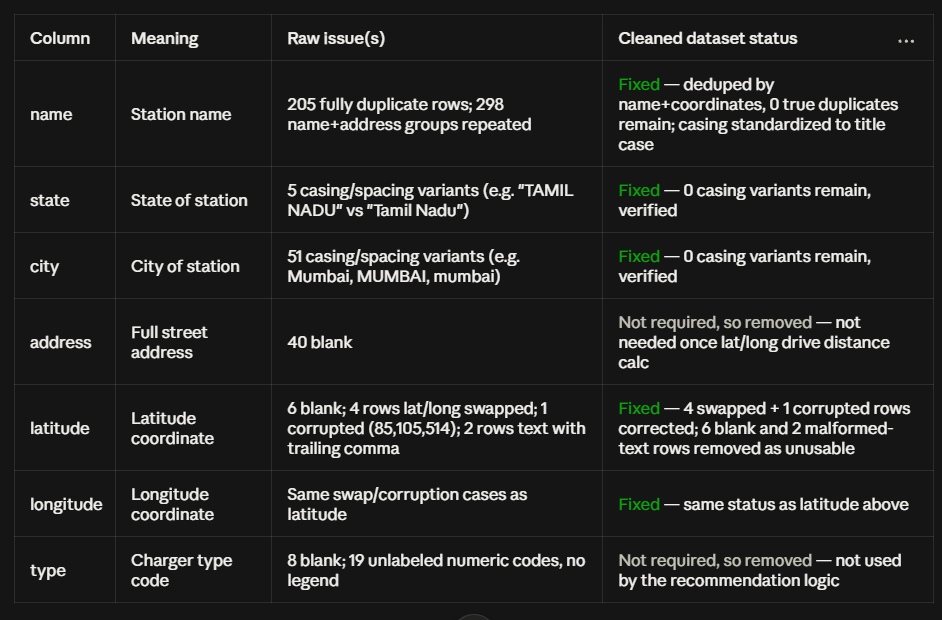 Column Meaning Raw issue(s) Cleaned dataset status ...
name Station name 205 fully duplicate rows; 298
name+address groups repeated
Fixed — deduped by
name+coordinates, 0 true duplicates
remain; casing standardized to title
case
state State of station 5 casing/spacing variants (e.g. "TAMIL
NADU" vs "Tamil Nadu")
Fixed — 0 casing variants remain,
verified
city City of station 51 casing/spacing variants (e.g.
Mumbai, MUMBAI, mumbai)
Fixed — 0 casing variants remain,
verified
address Full street
address
40 blank
Not required, so removed — not
needed once lat/long drive distance
calc
latitude Latitude
coordinate
6 blank; 4 rows lat/long swapped; 1
corrupted (85,105,514); 2 rows text with
trailing comma
Fixed — 4 swapped + 1 corrupted rows
corrected; 6 blank and 2 malformed-
text rows removed as unusable
longitude Longitude
coordinate
Same swap/corruption cases as
latitude
Fixed — same status as latitude above
type Charger type
code
8 blank; 19 unlabeled numeric codes, no
legend
Not required, so removed — not used
by the recommendation logic